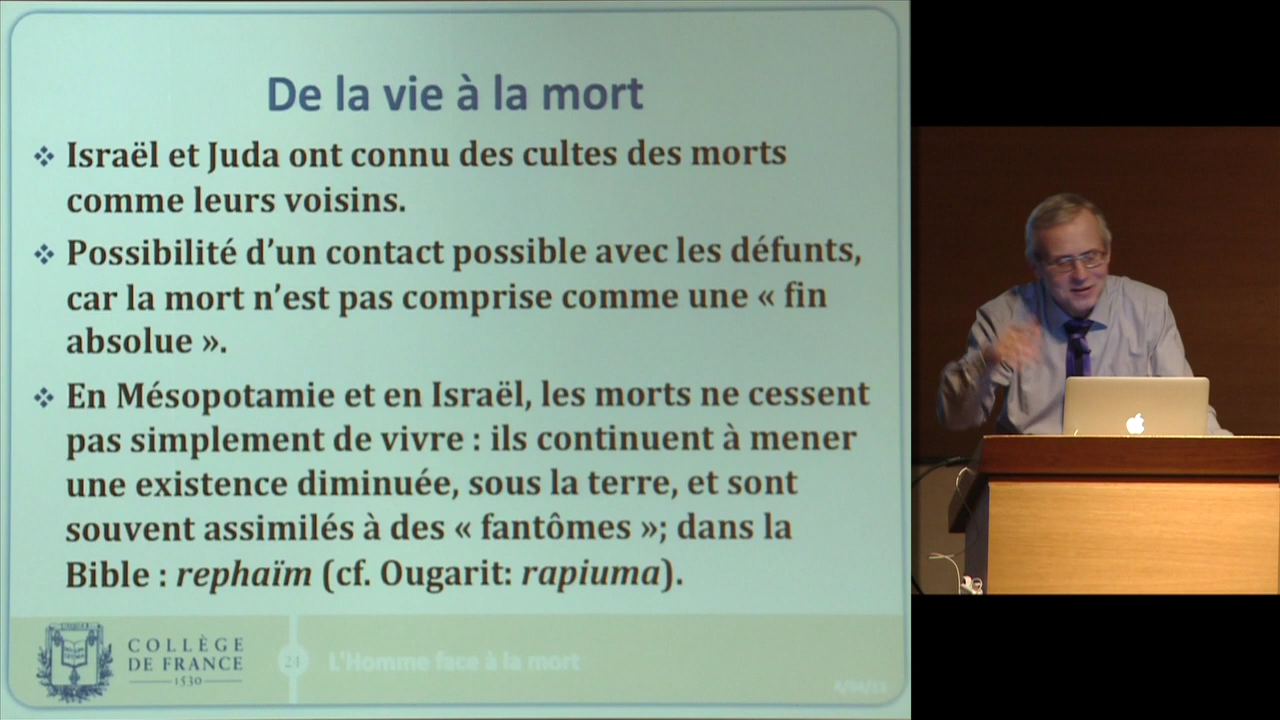 De la vie à la mort
❖ Israël et Juda ont connu des cultes des morts
comme leurs voisins.
❖ Possibilité d'un contact possible avec les défunts,
car la mort n'est pas comprise comme une « fin
absolue ».
❖ En Mésopotamie et en Israël, les morts ne cessent
pas simplement de vivre : ils continuent à mener
une existence diminuée, sous la terre, et sont
souvent assimilés à des « fantômes »; dans la
Bible : rephaïm (cf. Ougarit: rapiuma).
COLLÈGE
DE FRANCE
1530
24
L'Homme face à la mort